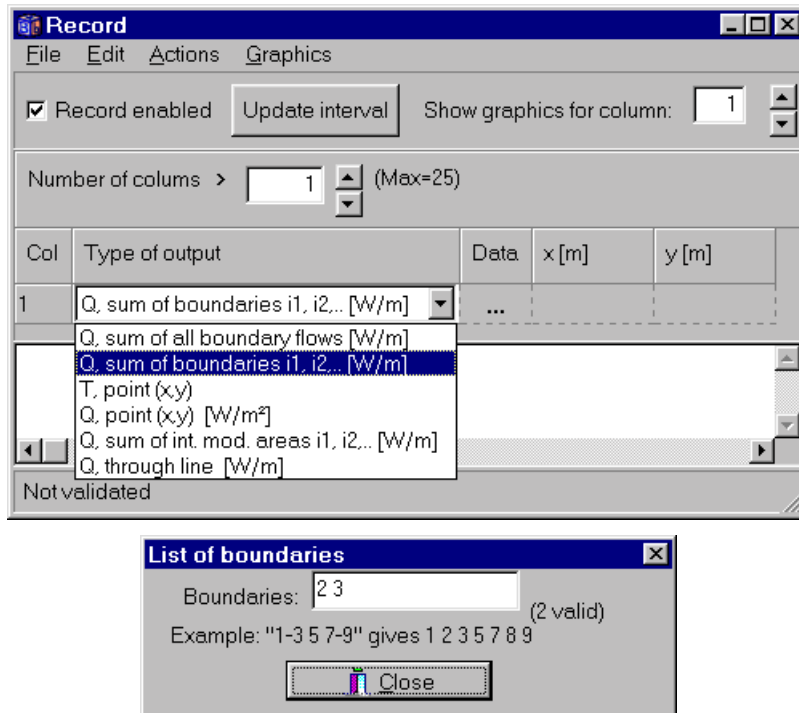 Record
File Edit Actions Graphics
Record enabled Update interval Show graphics for column: 1
Number of colums > 1 (Max=25)
Col Type of output Data x [m] y [m]
1 Q, sum of boundaries i1, i2,.. [W/m] ...
Q, sum of all boundary flows [W/m]
Q, sum of boundaries i1, i2,.. [W/m]
T, point (x,y)
Q, point (x,y) [W/m²]
Q, sum of int. mod. areas i1, i2,.. [W/m]
Q, through line [W/m]
Not validated
List of boundaries
Boundaries: 2 3 (2 valid)
Example: "1-3 5 7-9" gives 1 2 3 5 7 8 9
Close